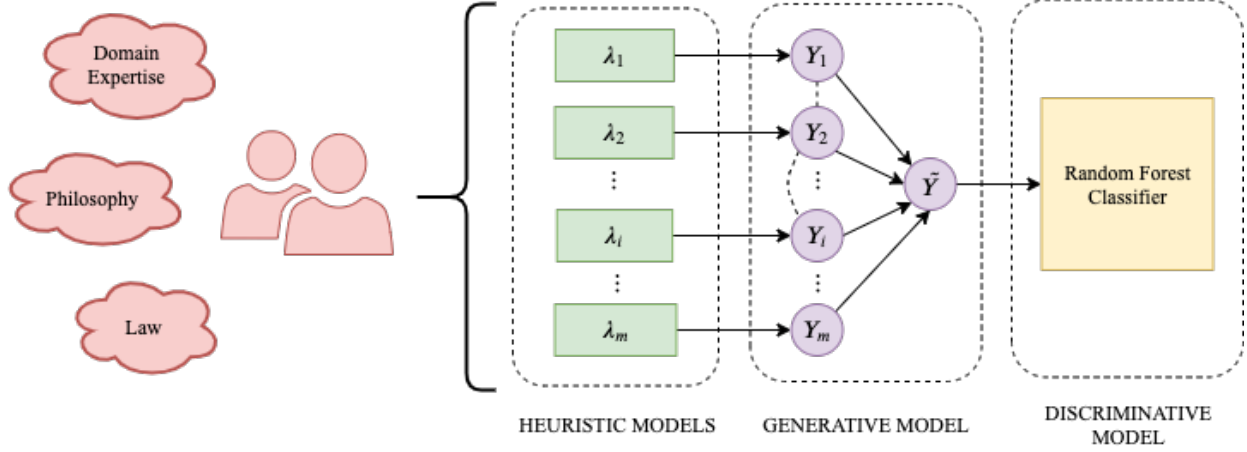 Domain
Expertise
Philosophy
Law
λ₁
λ₂
⋮
λᵢ
⋮
λₘ
HEURISTIC MODELS
Y₁
Y₂
⋮
Yᵢ
⋮
Yₘ
Ỹ
GENERATIVE MODEL
Random Forest
Classifier
DISCRIMINATIVE
MODEL